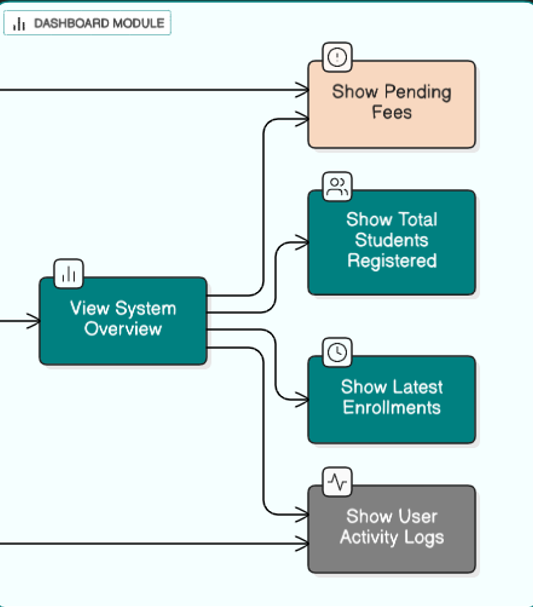 DASHBOARD MODULE
Show Pending
Fees
Show Total
Students
Registered
View System
Overview
Show Latest
Enrollments
Show User
Activity Logs